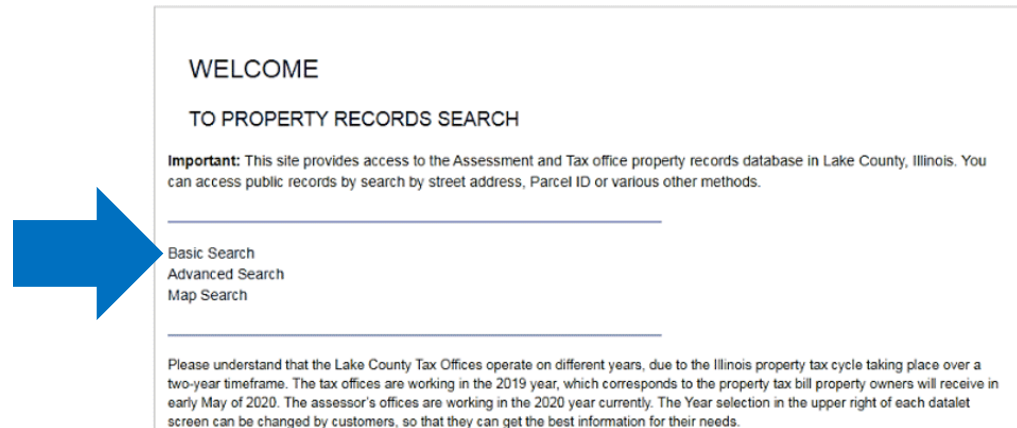 WELCOME
TO PROPERTY RECORDS SEARCH
Important: This site provides access to the Assessment and Tax office property records database in Lake County, Illinois. You
can access public records by search by street address, Parcel ID or various other methods.
Basic Search
Advanced Search
Map Search
Please understand that the Lake County Tax Offices operate on different years, due to the Illinois property tax cycle taking place over a
two-year timeframe. The tax offices are working in the 2019 year, which corresponds to the property tax bill property owners will receive in
early May of 2020. The assessor's offices are working in the 2020 year currently. The Year selection in the upper right of each datalet
screen can be changed by customers, so that they can get the best information for their needs.